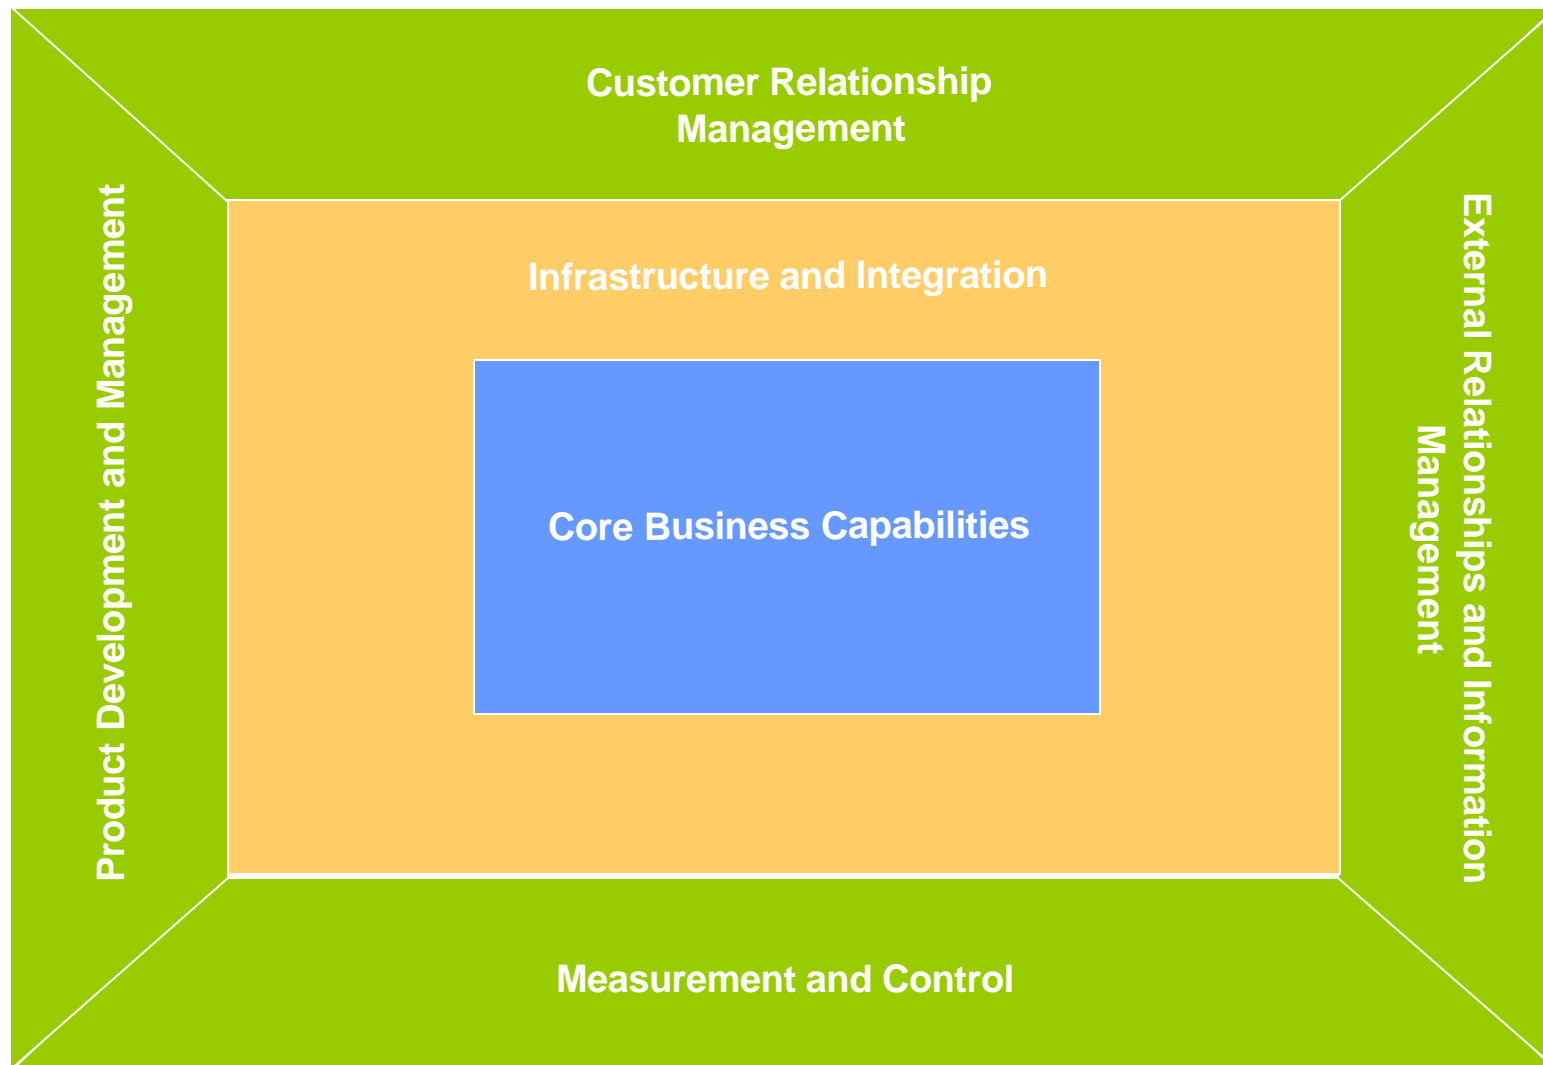 Customer Relationship
Management
Product Development and Management
Infrastructure and Integration
Core Business Capabilities
External Relationships and Information
Management
Measurement and Control